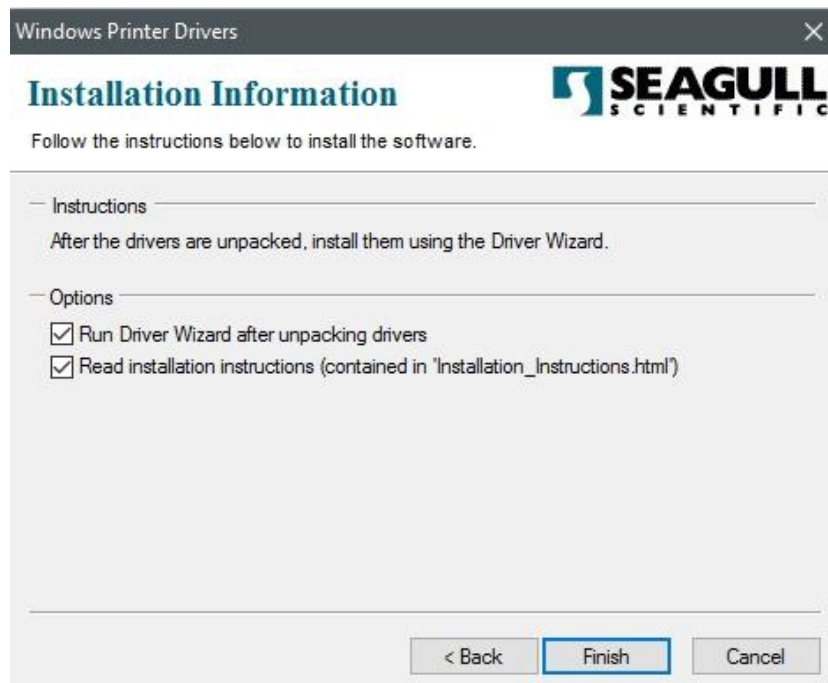 Windows Printer Drivers
Installation Information
SEAGULL
SCIENTIFIC
Follow the instructions below to install the software.
Instructions
After the drivers are unpacked, install them using the Driver Wizard.
Options
Run Driver Wizard after unpacking drivers
Read installation instructions (contained in "Installation_Instructions.html")
< Back Finish Cancel